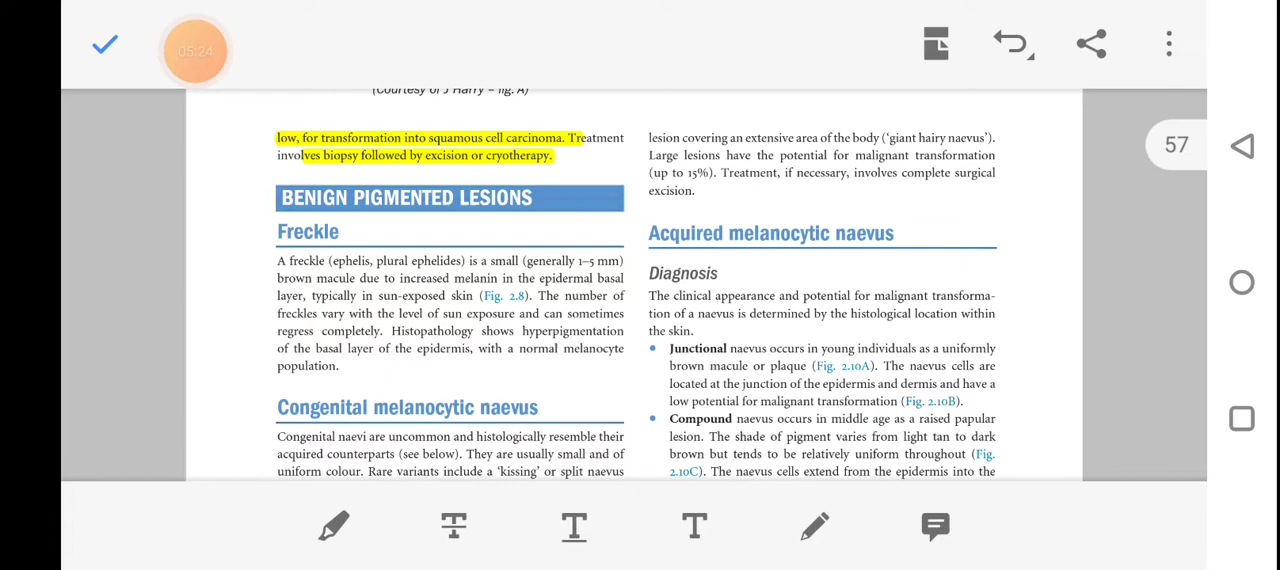 05:24
57
(Courtesy of J Harry – fig. A)
low, for transformation into squamous cell carcinoma. Treatment
involves biopsy followed by excision or cryotherapy.
BENIGN PIGMENTED LESIONS
Freckle
A freckle (ephelis, plural ephelides) is a small (generally 1–5 mm)
brown macule due to increased melanin in the epidermal basal
layer, typically in sun-exposed skin (Fig. 2.8). The number of
freckles vary with the level of sun exposure and can sometimes
regress completely. Histopathology shows hyperpigmentation
of the basal layer of the epidermis, with a normal melanocyte
population.
Congenital melanocytic naevus
Congenital naevi are uncommon and histologically resemble their
acquired counterparts (see below). They are usually small and of
uniform colour. Rare variants include a ‘kissing’ or split naevus
lesion covering an extensive area of the body (‘giant hairy naevus’).
Large lesions have the potential for malignant transformation
(up to 15%). Treatment, if necessary, involves complete surgical
excision.
Acquired melanocytic naevus
Diagnosis
The clinical appearance and potential for malignant transforma-
tion of a naevus is determined by the histological location within
the skin.
• Junctional naevus occurs in young individuals as a uniformly
brown macule or plaque (Fig. 2.10A). The naevus cells are
located at the junction of the epidermis and dermis and have a
low potential for malignant transformation (Fig. 2.10B).
• Compound naevus occurs in middle age as a raised papular
lesion. The shade of pigment varies from light tan to dark
brown but tends to be relatively uniform throughout (Fig.
2.10C). The naevus cells extend from the epidermis into the